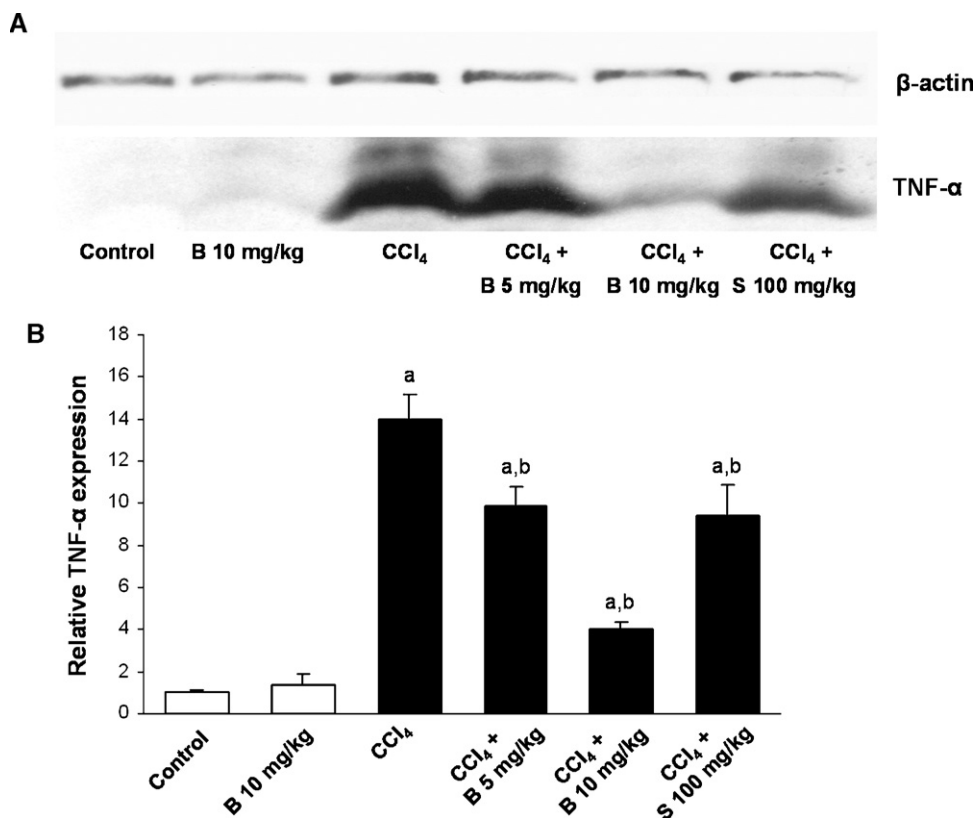 A
β-actin
TNF-α
Control
B 10 mg/kg
CCl₄
CCl₄ +
B 5 mg/kg
CCl₄ +
B 10 mg/kg
CCl₄ +
S 100 mg/kg
B
Relative TNF-α expression
18
16
14
12
10
8
6
4
2
0
a
a,b
a,b
a,b
Control
B 10 mg/kg
CCl₄
CCl₄ +
B 5 mg/kg
CCl₄ +
B 10 mg/kg
CCl₄ +
S 100 mg/kg